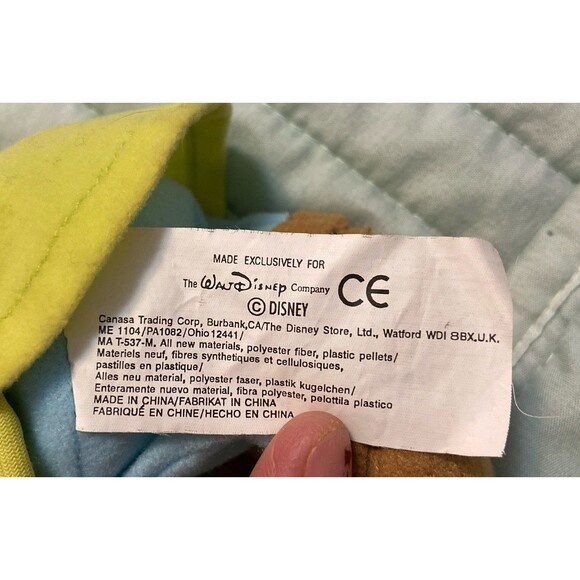 MADE EXCLUSIVELY FOR
The Walt Disney Company CE
© DISNEY
Canasa Trading Corp, Burbank,CA/The Disney Store, Ltd., Watford WDI 8BX.U.K.
ME 1104/PA1082/Ohio12441/
MA T-537-M. All new materials, polyester fiber, plastic pellets/
Materiels neuf, fibres synthetiques et cellulosiques,
pastilles en plastique/
Alles neu material, polyester faser, plastik kugelchen/
Enteramente nuevo material, fibra polyester, pelottila plastico
MADE IN CHINA/FABRIKAT IN CHINA
FABRIQUÉ EN CHINE/HECHO EN CHINA